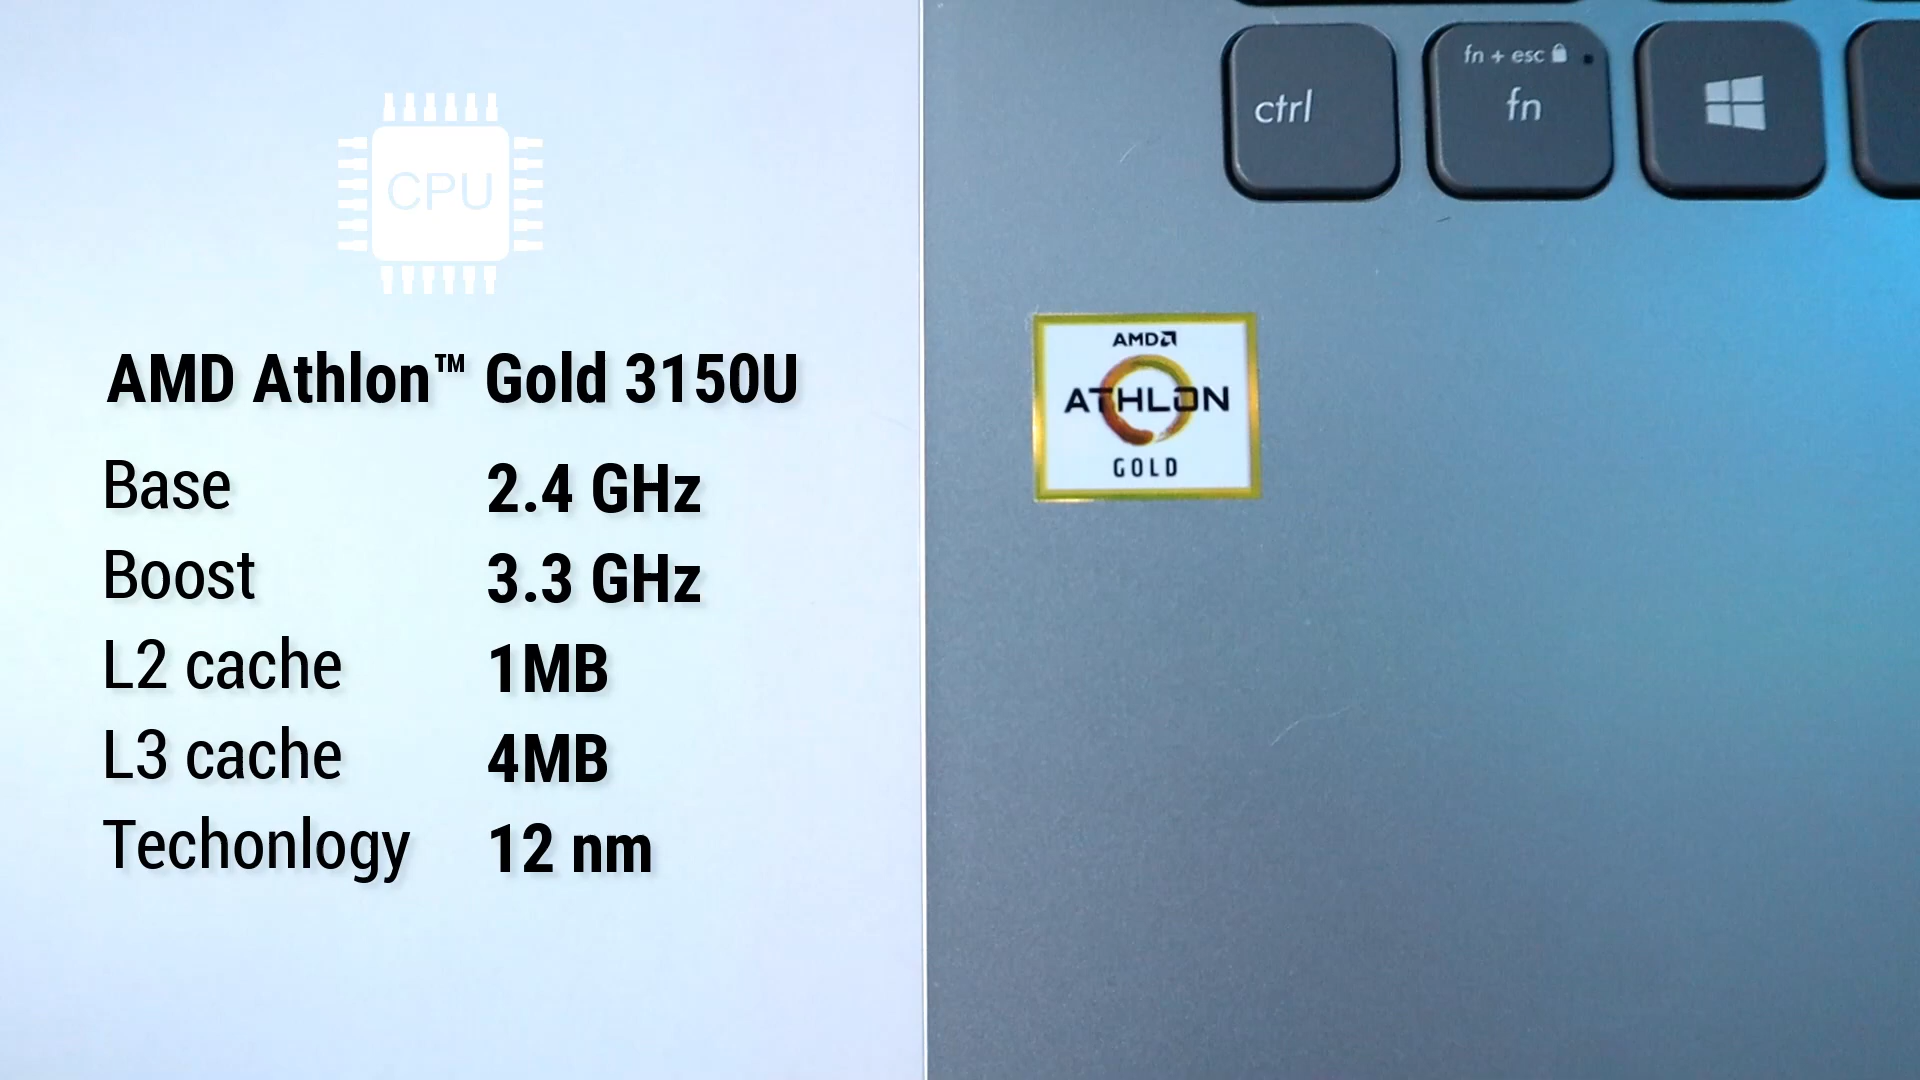 CPU
AMD Athlon™ Gold 3150U
Base 2.4 GHz
Boost 3.3 GHz
L2 cache 1MB
L3 cache 4MB
Techonlogy 12 nm
fn + esc
ctrl
fn
AMD
ATHLON
GOLD